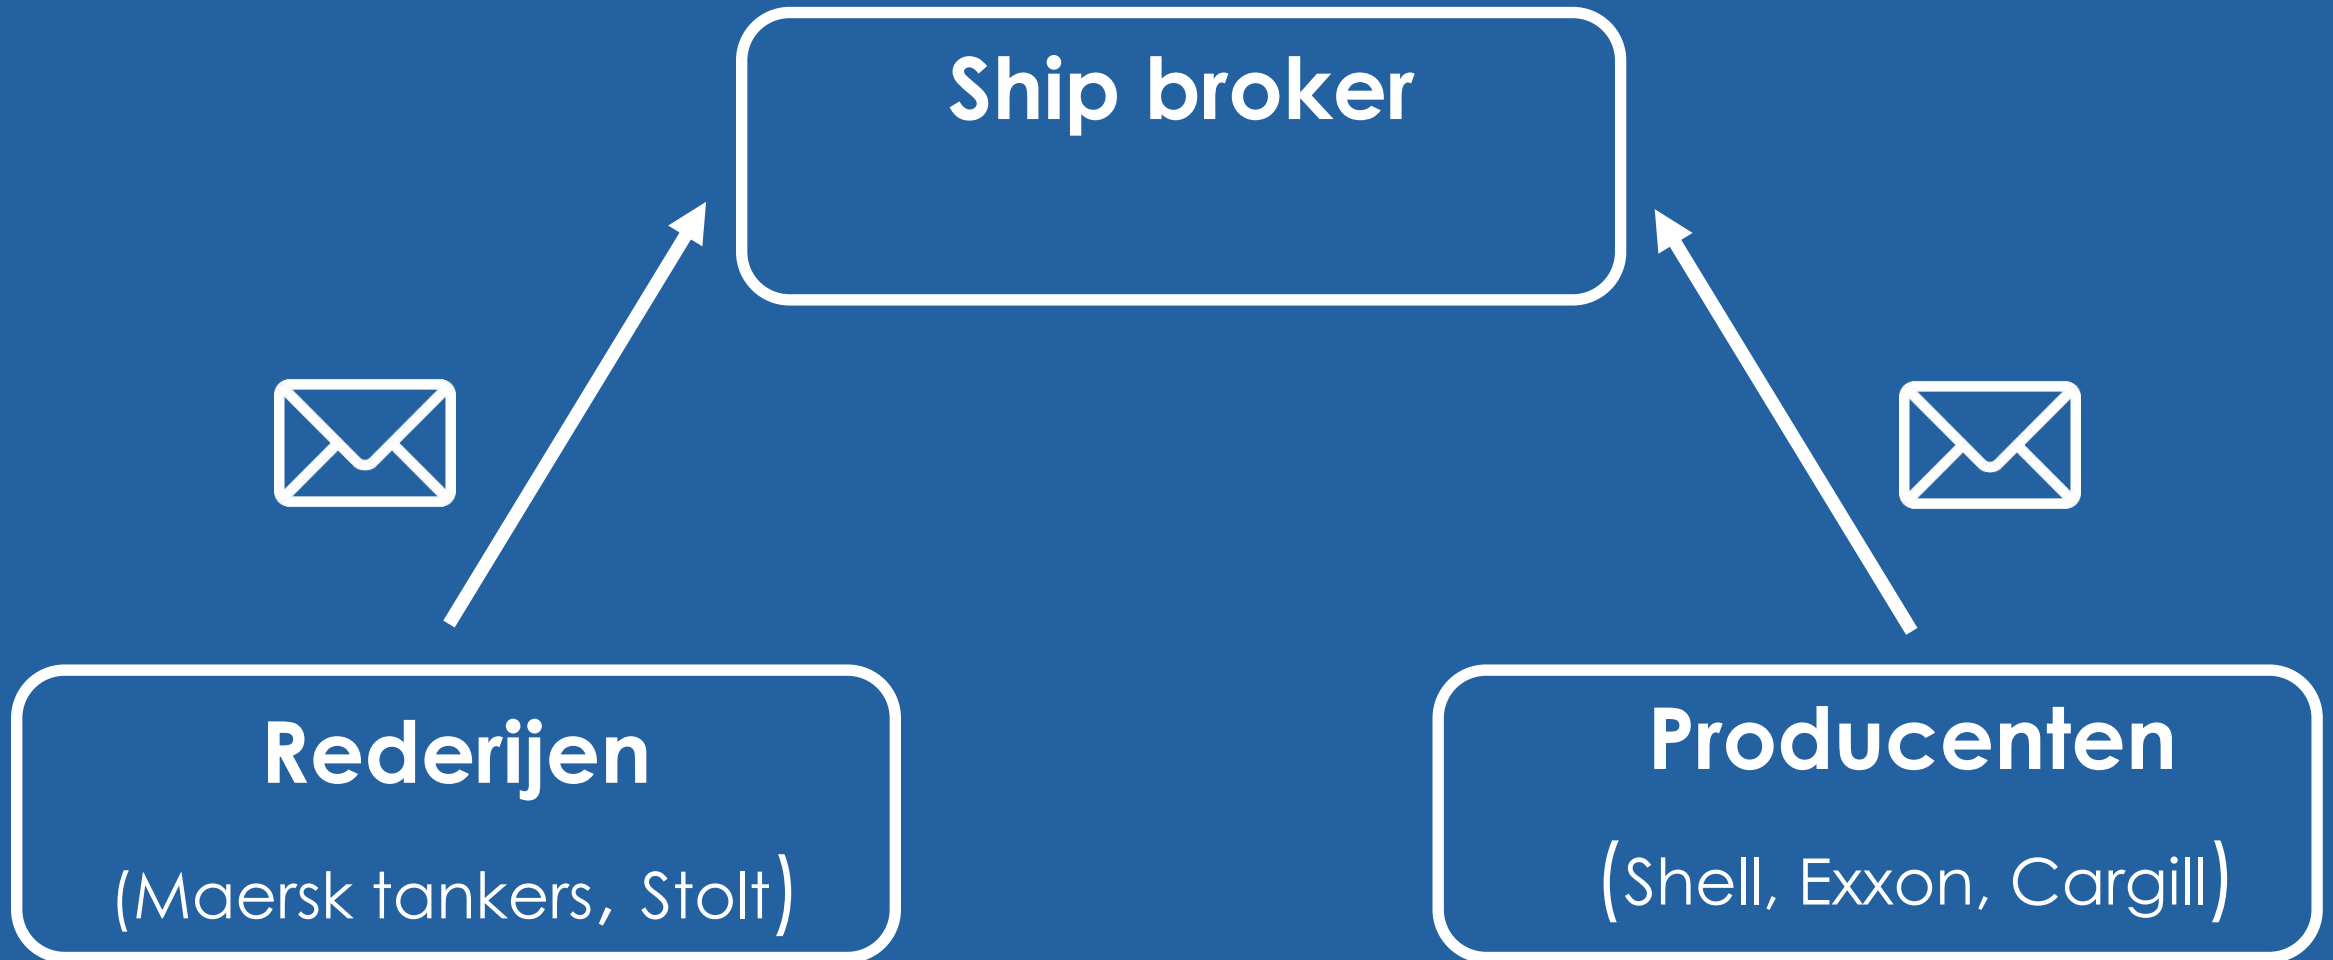 Ship broker
Rederijen
(Maersk tankers, Stolt)
Producenten
(Shell, Exxon, Cargill)